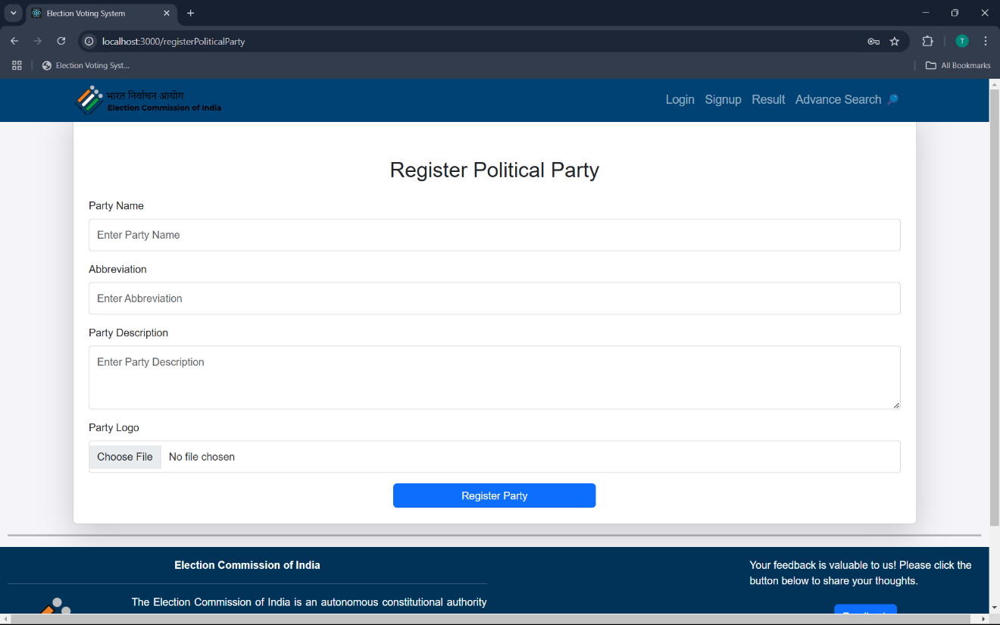 Election Voting System
localhost:3000/registerPoliticalParty
T
Election Voting Syst...
All Bookmarks
भारत निर्वाचन आयोग
Election Commission of India
Login Signup Result Advance Search
Register Political Party
Party Name
Enter Party Name
Abbreviation
Enter Abbreviation
Party Description
Enter Party Description
Party Logo
Choose File No file chosen
Register Party
Election Commission of India
The Election Commission of India is an autonomous constitutional authority
Your feedback is valuable to us! Please click the
button below to share your thoughts.